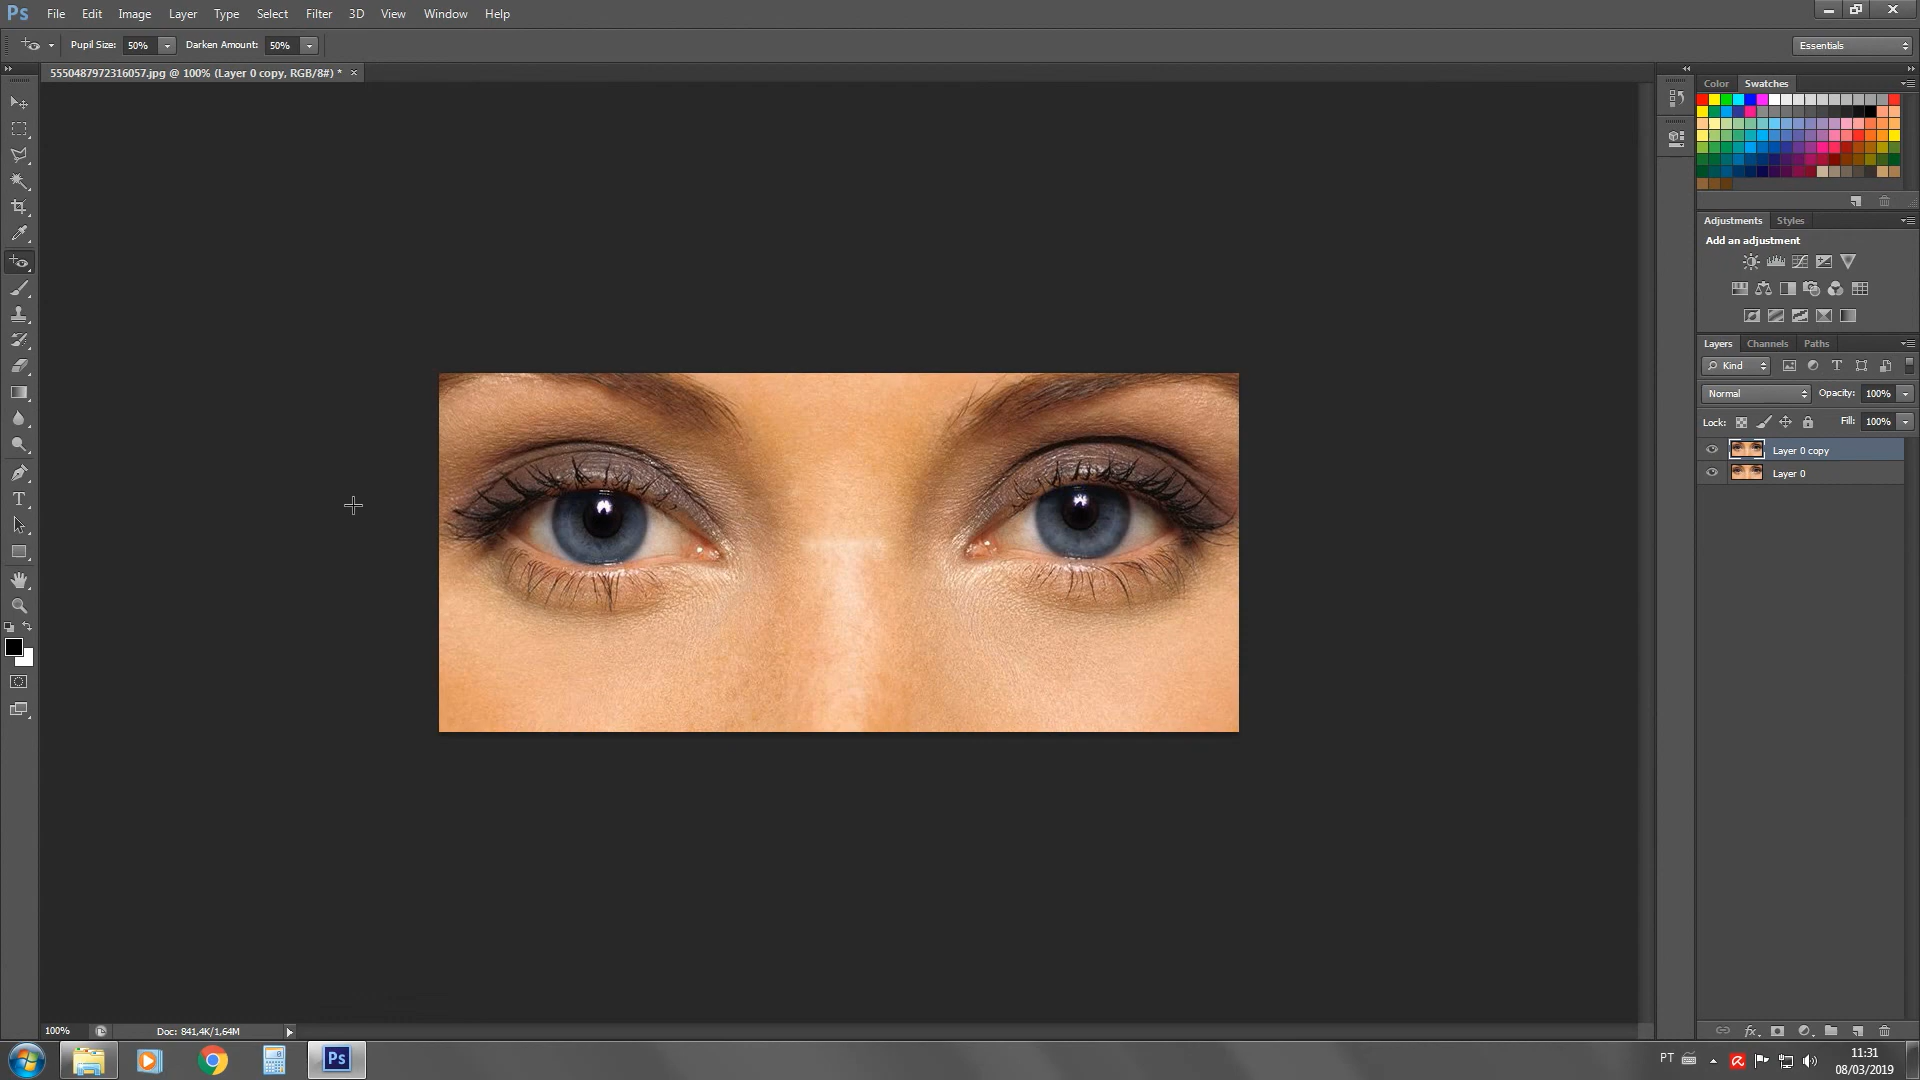 Ps File Edit Image Layer Type Select Filter 3D View Window Help
Pupil Size: 50% Darken Amount: 50% Essentials
5550487972316057.jpg @ 100% (Layer 0 copy, RGB/8#) * ×
Color Swatches
Adjustments Styles
Add an adjustment
Layers Channels Paths
Kind
Normal Opacity: 100%
Lock: Fill: 100%
Layer 0 copy
Layer 0
T
100% Doc: 841,4K/1,64M
fx
Ps PT 11:31
08/03/2019